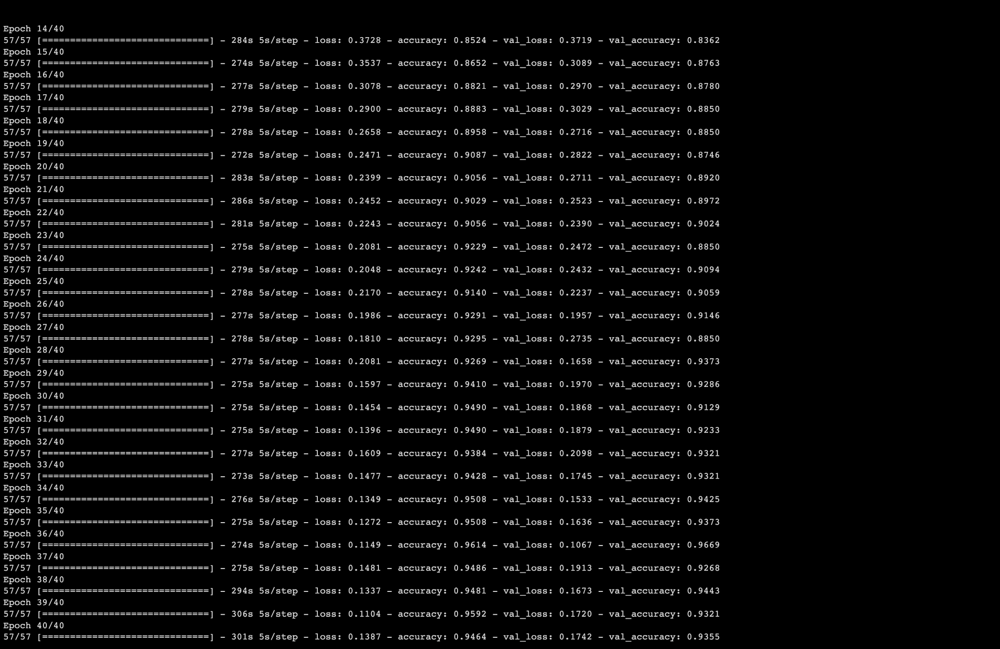 Epoch 14/40
57/57 [==============================] - 284s 5s/step - loss: 0.3728 - accuracy: 0.8524 - val_loss: 0.3719 - val_accuracy: 0.8362
Epoch 15/40
57/57 [==============================] - 274s 5s/step - loss: 0.3537 - accuracy: 0.8652 - val_loss: 0.3089 - val_accuracy: 0.8763
Epoch 16/40
57/57 [==============================] - 277s 5s/step - loss: 0.3078 - accuracy: 0.8821 - val_loss: 0.2970 - val_accuracy: 0.8780
Epoch 17/40
57/57 [==============================] - 279s 5s/step - loss: 0.2900 - accuracy: 0.8883 - val_loss: 0.3029 - val_accuracy: 0.8850
Epoch 18/40
57/57 [==============================] - 278s 5s/step - loss: 0.2658 - accuracy: 0.8958 - val_loss: 0.2716 - val_accuracy: 0.8850
Epoch 19/40
57/57 [==============================] - 272s 5s/step - loss: 0.2471 - accuracy: 0.9087 - val_loss: 0.2822 - val_accuracy: 0.8746
Epoch 20/40
57/57 [==============================] - 283s 5s/step - loss: 0.2399 - accuracy: 0.9056 - val_loss: 0.2711 - val_accuracy: 0.8920
Epoch 21/40
57/57 [==============================] - 286s 5s/step - loss: 0.2452 - accuracy: 0.9029 - val_loss: 0.2523 - val_accuracy: 0.8972
Epoch 22/40
57/57 [==============================] - 281s 5s/step - loss: 0.2243 - accuracy: 0.9056 - val_loss: 0.2390 - val_accuracy: 0.9024
Epoch 23/40
57/57 [==============================] - 275s 5s/step - loss: 0.2081 - accuracy: 0.9229 - val_loss: 0.2472 - val_accuracy: 0.8850
Epoch 24/40
57/57 [==============================] - 279s 5s/step - loss: 0.2048 - accuracy: 0.9242 - val_loss: 0.2432 - val_accuracy: 0.9094
Epoch 25/40
57/57 [==============================] - 278s 5s/step - loss: 0.2170 - accuracy: 0.9140 - val_loss: 0.2237 - val_accuracy: 0.9059
Epoch 26/40
57/57 [==============================] - 277s 5s/step - loss: 0.1986 - accuracy: 0.9291 - val_loss: 0.1957 - val_accuracy: 0.9146
Epoch 27/40
57/57 [==============================] - 278s 5s/step - loss: 0.1810 - accuracy: 0.9295 - val_loss: 0.2735 - val_accuracy: 0.8850
Epoch 28/40
57/57 [==============================] - 277s 5s/step - loss: 0.2081 - accuracy: 0.9269 - val_loss: 0.1658 - val_accuracy: 0.9373
Epoch 29/40
57/57 [==============================] - 275s 5s/step - loss: 0.1597 - accuracy: 0.9410 - val_loss: 0.1970 - val_accuracy: 0.9286
Epoch 30/40
57/57 [==============================] - 275s 5s/step - loss: 0.1454 - accuracy: 0.9490 - val_loss: 0.1868 - val_accuracy: 0.9129
Epoch 31/40
57/57 [==============================] - 275s 5s/step - loss: 0.1396 - accuracy: 0.9490 - val_loss: 0.1879 - val_accuracy: 0.9233
Epoch 32/40
57/57 [==============================] - 277s 5s/step - loss: 0.1609 - accuracy: 0.9384 - val_loss: 0.2098 - val_accuracy: 0.9321
Epoch 33/40
57/57 [==============================] - 273s 5s/step - loss: 0.1477 - accuracy: 0.9428 - val_loss: 0.1745 - val_accuracy: 0.9321
Epoch 34/40
57/57 [==============================] - 276s 5s/step - loss: 0.1349 - accuracy: 0.9508 - val_loss: 0.1533 - val_accuracy: 0.9425
Epoch 35/40
57/57 [==============================] - 275s 5s/step - loss: 0.1272 - accuracy: 0.9508 - val_loss: 0.1636 - val_accuracy: 0.9373
Epoch 36/40
57/57 [==============================] - 274s 5s/step - loss: 0.1149 - accuracy: 0.9614 - val_loss: 0.1067 - val_accuracy: 0.9669
Epoch 37/40
57/57 [==============================] - 275s 5s/step - loss: 0.1481 - accuracy: 0.9486 - val_loss: 0.1913 - val_accuracy: 0.9268
Epoch 38/40
57/57 [==============================] - 294s 5s/step - loss: 0.1337 - accuracy: 0.9481 - val_loss: 0.1673 - val_accuracy: 0.9443
Epoch 39/40
57/57 [==============================] - 306s 5s/step - loss: 0.1104 - accuracy: 0.9592 - val_loss: 0.1720 - val_accuracy: 0.9321
Epoch 40/40
57/57 [==============================] - 301s 5s/step - loss: 0.1387 - accuracy: 0.9464 - val_loss: 0.1742 - val_accuracy: 0.9355